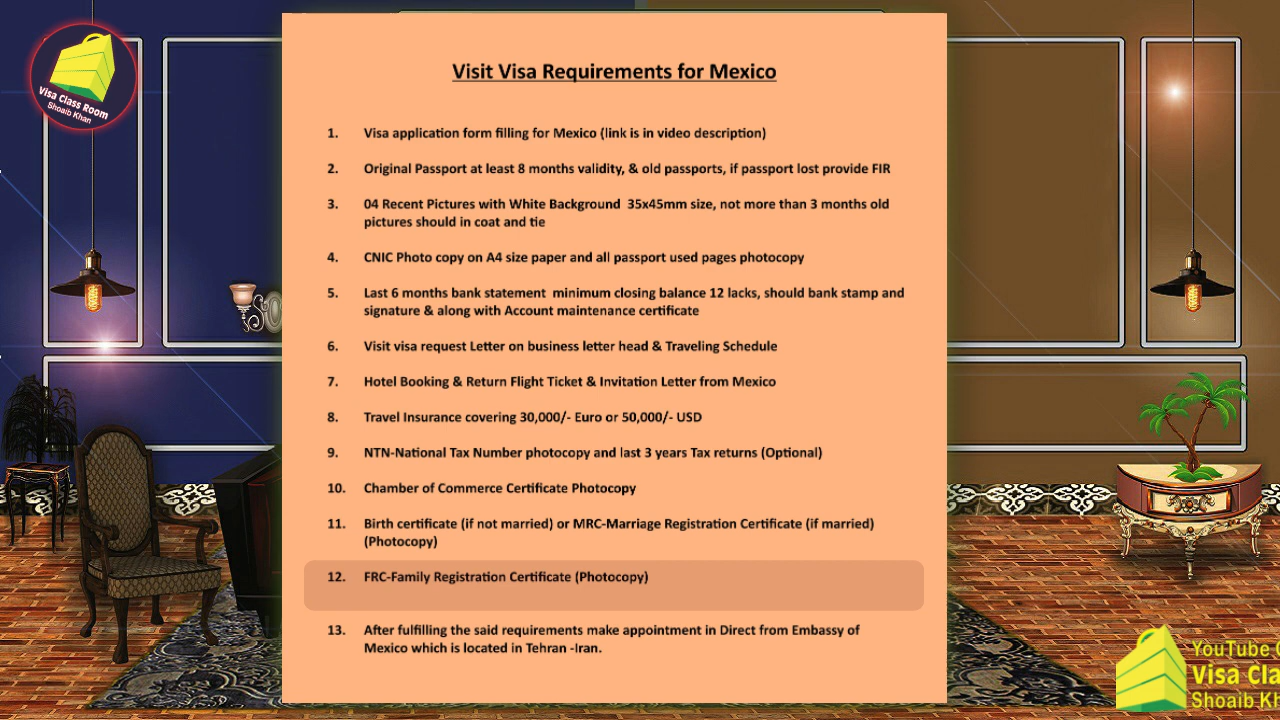 Visa Class Room
Shoaib Khan
Visit Visa Requirements for Mexico
1. Visa application form filling for Mexico (link is in video description)
2. Original Passport at least 8 months validity, & old passports, if passport lost provide FIR
3. 04 Recent Pictures with White Background 35x45mm size, not more than 3 months old
pictures should in coat and tie
4. CNIC Photo copy on A4 size paper and all passport used pages photocopy
5. Last 6 months bank statement minimum closing balance 12 lacks, should bank stamp and
signature & along with Account maintenance certificate
6. Visit visa request Letter on business letter head & Traveling Schedule
7. Hotel Booking & Return Flight Ticket & Invitation Letter from Mexico
8. Travel Insurance covering 30,000/- Euro or 50,000/- USD
9. NTN-National Tax Number photocopy and last 3 years Tax returns (Optional)
10. Chamber of Commerce Certificate Photocopy
11. Birth certificate (if not married) or MRC-Marriage Registration Certificate (if married)
(Photocopy)
12. FRC-Family Registration Certificate (Photocopy)
13. After fulfilling the said requirements make appointment in Direct from Embassy of
Mexico which is located in Tehran -Iran.
YouTube
Visa Cla
Shoaib Kh